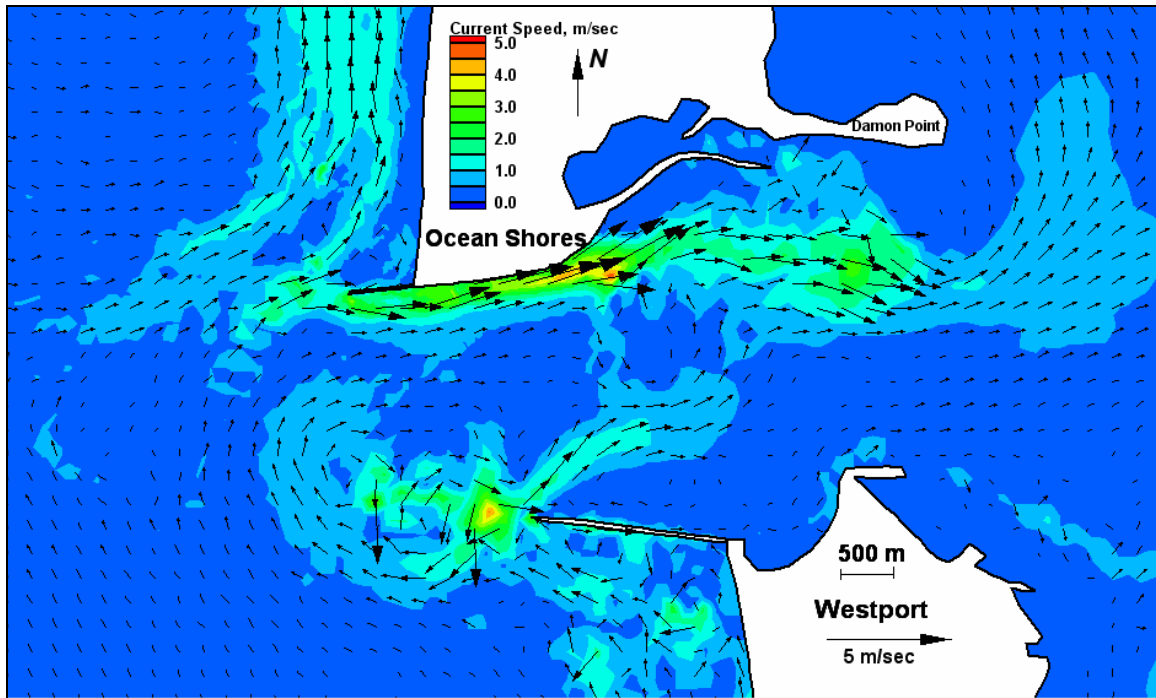 Current Speed, m/sec
5.0
4.0
3.0
2.0
1.0
0.0
N
Damon Point
Ocean Shores
500 m
Westport
5 m/sec